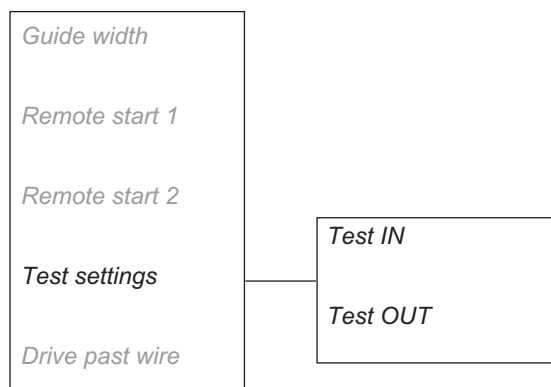 Guide width
Remote start 1
Remote start 2
Test settings
Drive past wire
Test IN
Test OUT